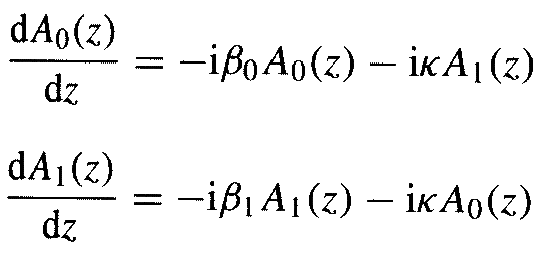 dA₀(z)/dz = −iβ₀A₀(z) − iκA₁(z)
dA₁(z)/dz = −iβ₁A₁(z) − iκA₀(z)